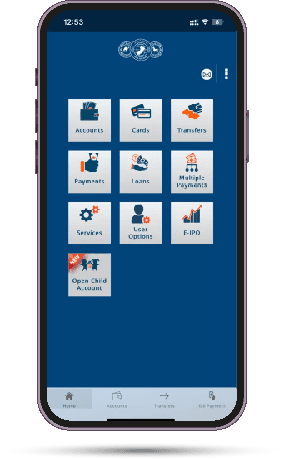 12:53
Accounts
Cards
Transfers
Payments
Loans
Multiple
Payments
Services
User
Options
E-IPO
NEW
Open Child
Account
Home
Accounts
Transfers
Bill Payment